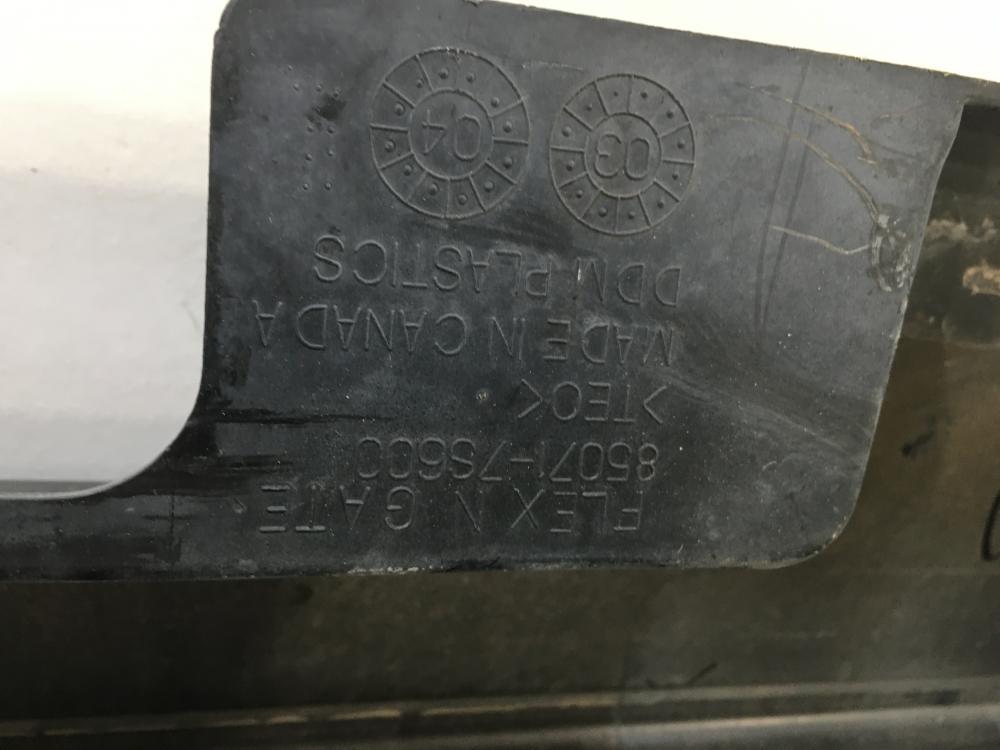 FLEX N GATE
85071-7S600
>TEO<
MADE IN CANADA
DDM PLASTICS
03 04